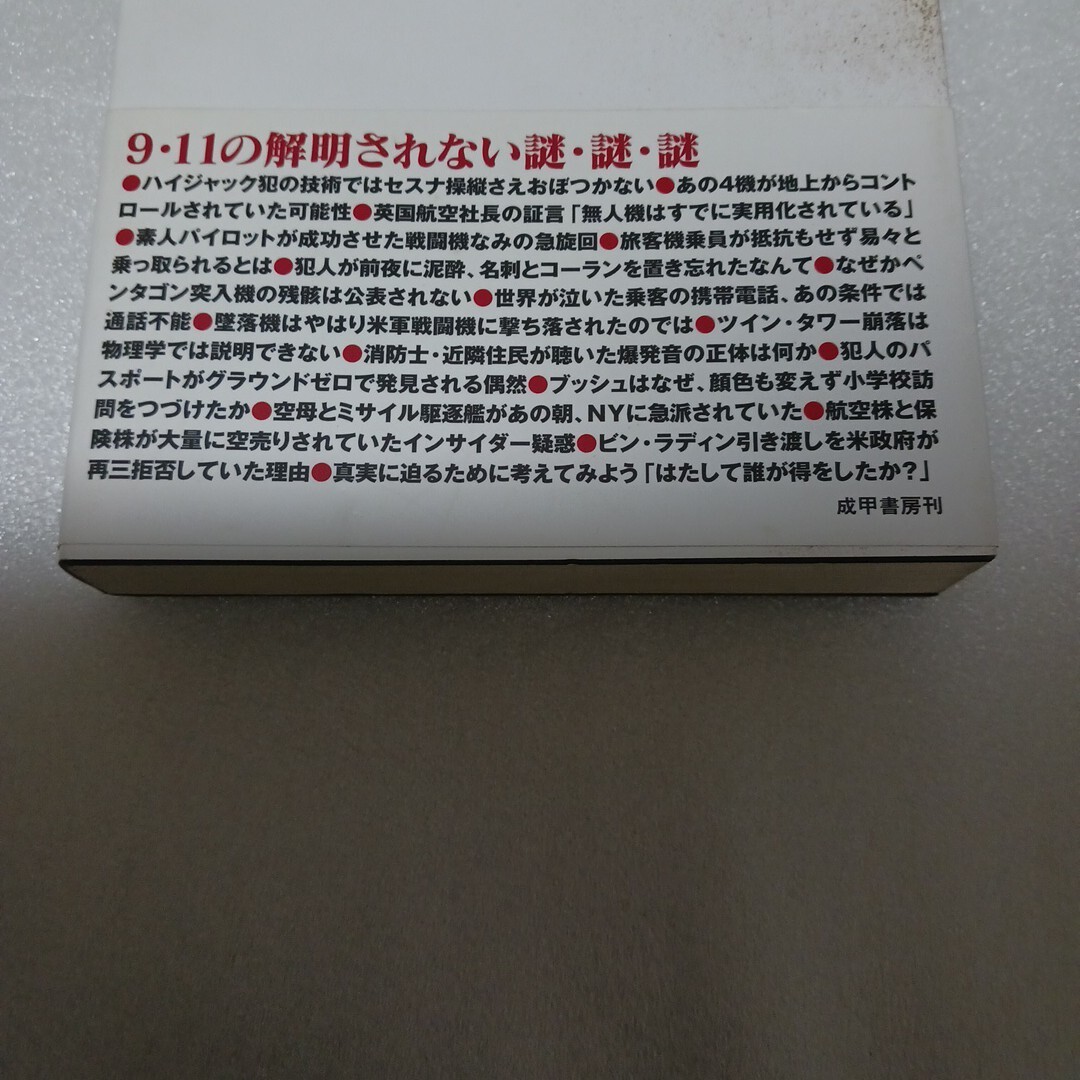 9・11の解明されない謎・謎・謎
●ハイジャック犯の技術ではセスナ操縦さえおぼつかない●あの4機が地上からコント
ロールされていた可能性●英国航空社長の証言「無人機はすでに実用化されている」
●素人パイロットが成功させた戦闘機なみの急旋回●旅客機乗員が抵抗もせず易々と
乗っ取られるとは●犯人が前夜に泥酔、名刺とコーランを置き忘れたなんて●なぜかペ
ンタゴン突入機の残骸は公表されない●世界が泣いた乗客の携帯電話、あの条件では
通話不能●墜落機はやはり米軍戦闘機に撃ち落されたのでは●ツイン・タワー崩落は
物理学では説明できない●消防士・近隣住民が聴いた爆発音の正体は何か●犯人のパ
スポートがグラウンドゼロで発見される偶然●ブッシュはなぜ、顔色も変えず小学校訪
問をつづけたか●空母とミサイル駆逐艦があの朝、NYに急派されていた●航空株と保
険株が大量に空売りされていたインサイダー疑惑●ビン・ラディン引き渡しを米政府が
再三拒否していた理由●真実に迫るために考えてみよう「はたして誰が得をしたか?」
成甲書房刊